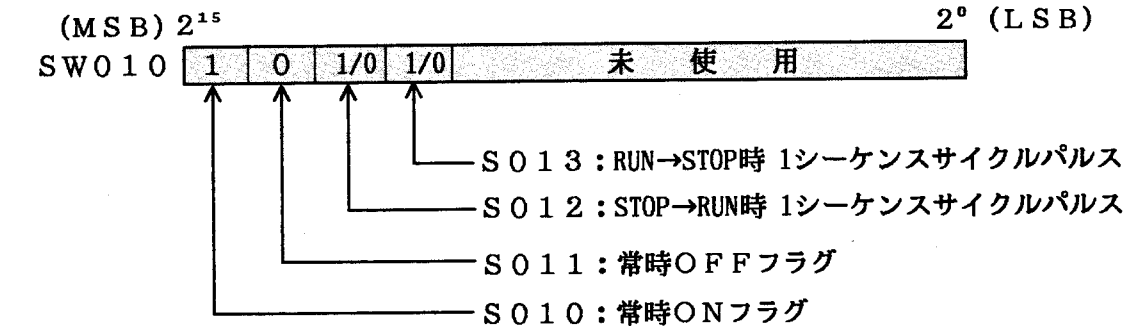 (MSB) 2¹⁵ 2⁰ (LSB)
SW010 1 0 1/0 1/0 未使用
S013：RUN→STOP時 1シーケンスサイクルパルス
S012：STOP→RUN時 1シーケンスサイクルパルス
S011：常時OFFフラグ
S010：常時ONフラグ